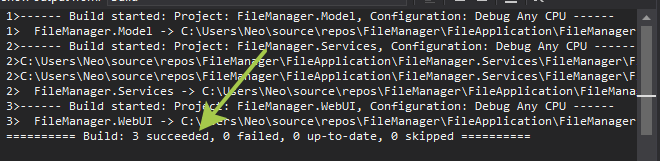 1>------ Build started: Project: FileManager.Model, Configuration: Debug Any CPU ------
1>  FileManager.Model -> C:\Users\Neo\source\repos\FileManager\FileApplication\FileManager
2>------ Build started: Project: FileManager.Services, Configuration: Debug Any CPU ------
2>C:\Users\Neo\source\repos\FileManager\FileApplication\FileManager.Services\FileManager\F
2>C:\Users\Neo\source\repos\FileManager\FileApplication\FileManager.Services\FileManager\F
2>  FileManager.Services -> C:\Users\Neo\source\repos\FileManager\FileApplication\FileMana
3>------ Build started: Project: FileManager.WebUI, Configuration: Debug Any CPU ------
3>  FileManager.WebUI -> C:\Users\Neo\source\repos\FileManager\FileApplication\FileManager
========== Build: 3 succeeded, 0 failed, 0 up-to-date, 0 skipped ==========